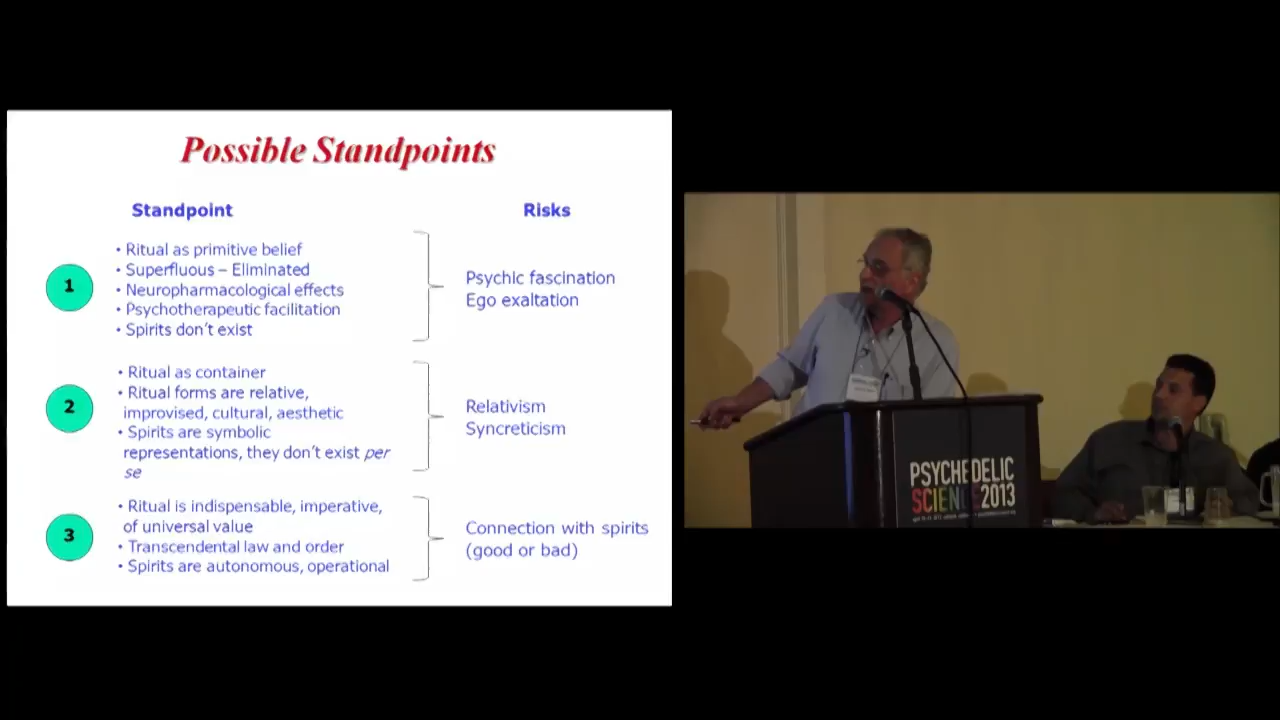 Possible Standpoints
Standpoint
Risks
1
• Ritual as primitive belief
• Superfluous – Eliminated
• Neuropharmacological effects
• Psychotherapeutic facilitation
• Spirits don't exist
Psychic fascination
Ego exaltation
2
• Ritual as container
• Ritual forms are relative,
improvised, cultural, aesthetic
• Spirits are symbolic
representations, they don't exist per
se
Relativism
Syncreticism
3
• Ritual is indispensable, imperative,
of universal value
• Transcendental law and order
• Spirits are autonomous, operational
Connection with spirits
(good or bad)
PSYCHEDELIC
SCIENCE2013